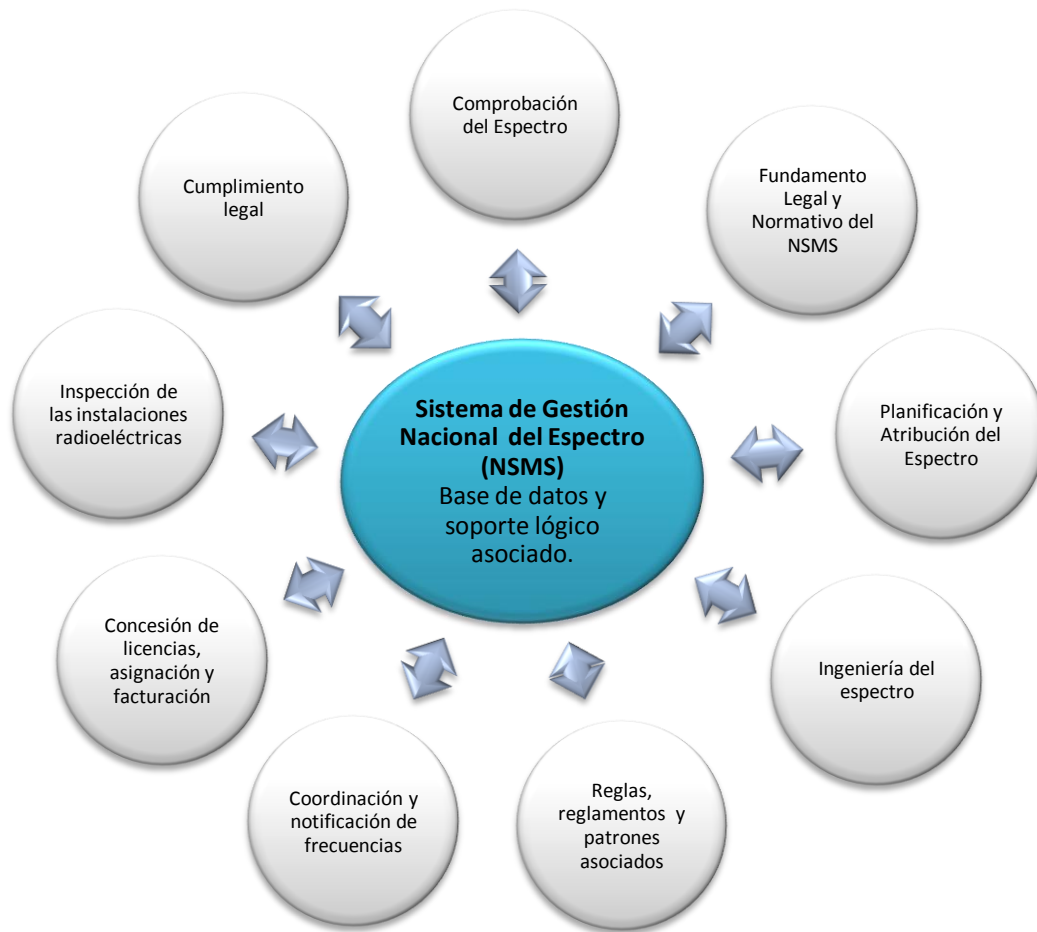 Comprobación
del Espectro
Fundamento
Legal y
Normativo del
NSMS
Planificación y
Atribución del
Espectro
Ingeniería del
espectro
Reglas,
reglamentos y
patrones
asociados
Coordinación y
notificación de
frecuencias
Concesión de
licencias,
asignación y
facturación
Inspección de
las instalaciones
radioeléctricas
Cumplimiento
legal
Sistema de Gestión
Nacional del Espectro
(NSMS)
Base de datos y
soporte lógico
asociado.